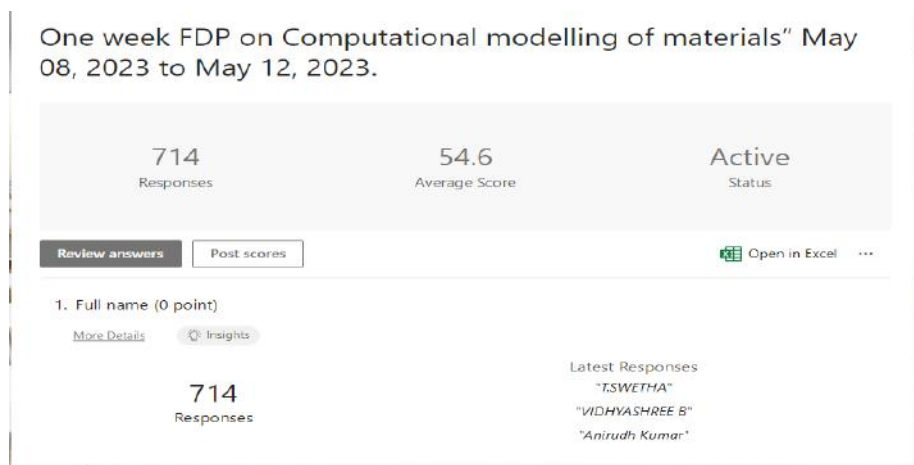 One week FDP on Computational modelling of materials” May
08, 2023 to May 12, 2023.
714
Responses
54.6
Average Score
Active
Status
Review answers
Post scores
Open in Excel
...
1. Full name (0 point)
More Details
Insights
714
Responses
Latest Responses
"T.SWETHA"
"VIDHYASHREE B"
"Anirudh Kumar"